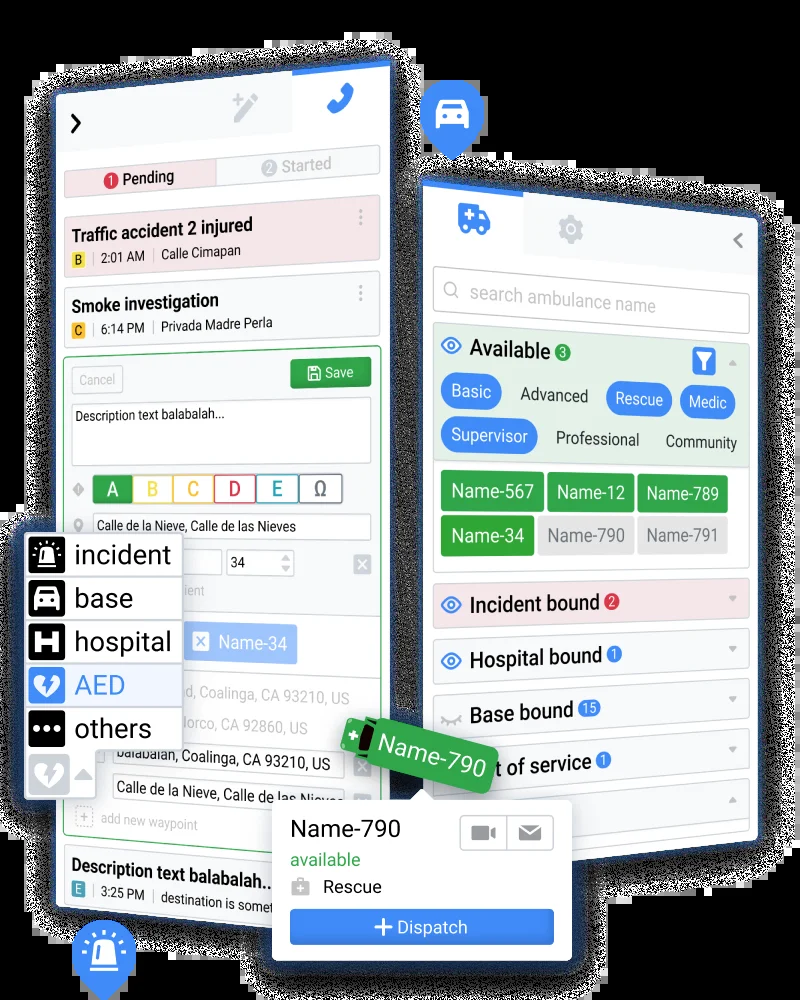 1 Pending
2 Started
Traffic accident 2 injured
B 2:01 AM Calle Cimapan
Smoke investigation
C 6:14 PM Privada Madre Perla
Cancel
Save
Description text balabalah...
A B C D E Ω
Calle de la Nieve, Calle de las Nieves
34
ient
incident
base
hospital
AED
others
Name-34
d, Coalinga, CA 93210, US
lorco, CA 92860, US
balabalah, Coalinga, CA 93210, US
Calle de la Nieve, Calle de las Nieves
add new waypoint
Description text balabalah..
E 3:25 PM destination is somet
search ambulance name
Available 3
Basic Advanced Rescue Medic
Supervisor Professional Community
Name-567 Name-12 Name-789
Name-34 Name-790 Name-791
Incident bound 2
Hospital bound 1
Base bound 15
t of service 1
Name-790
Name-790
available
Rescue
Dispatch